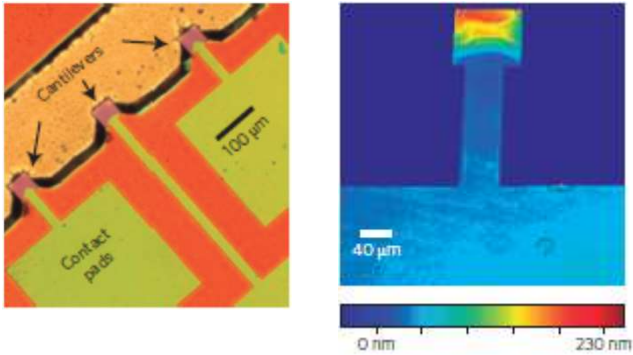 Cantilevers
100 μm
Contact
pads
40 μm
0 nm
230 nm